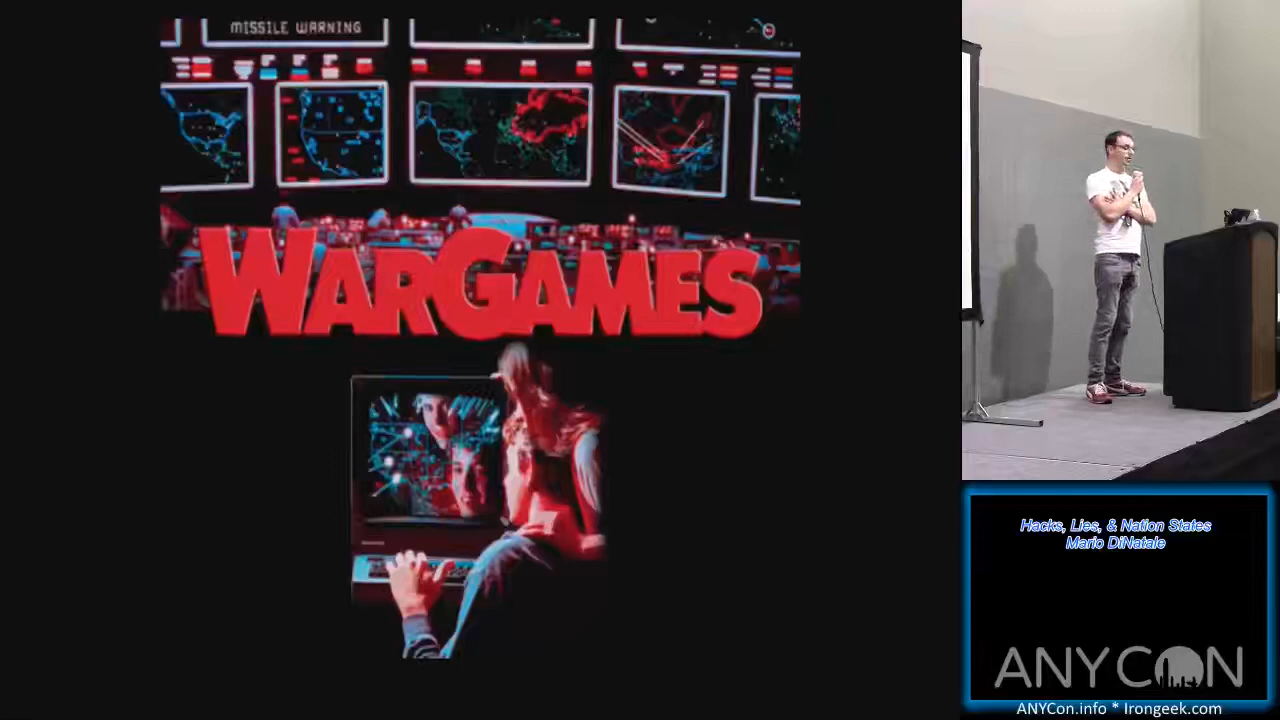 MISSILE WARNING
WARGAMES
Hacks, Lies, & Nation States
Mario DiNatale
ANYCON
ANYCon.info * Irongeek.com